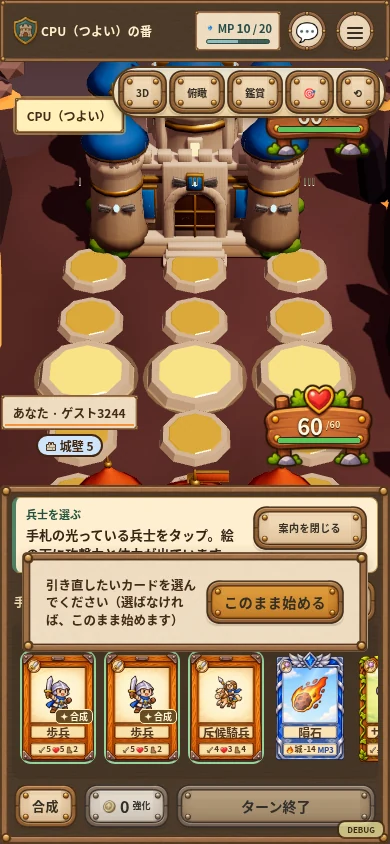 CPU（つよい）の番
MP 10 / 20
3D
俯瞰
鑑賞
CPU（つよい）
あなた・ゲスト3244
城壁 5
60 /60
兵士を選ぶ
手札の光っている兵士をタップ。絵
案内を閉じる
引き直したいカードを選ん
でください（選ばなけれ
ば、このまま始めます）
このまま始める
手
+合成
歩兵
5 5 2
+合成
歩兵
5 5 2
斥候騎兵
4 3 4
隕石
城-14 MP3
合成
0 強化
ターン終了
DEBUG